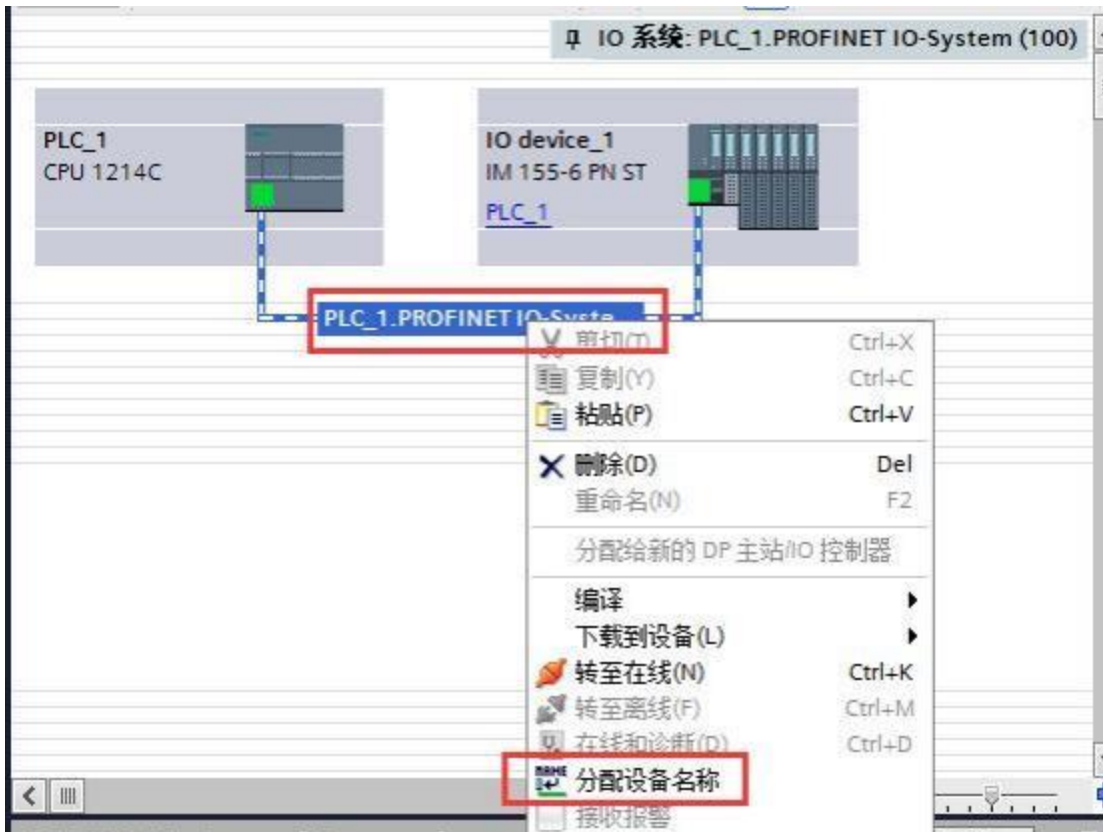 IO 系统: PLC_1.PROFINET IO-System (100)
PLC_1
CPU 1214C
IO device_1
IM 155-6 PN ST
PLC_1
PLC_1.PROFINET IO-Syste
剪切(T) Ctrl+X
复制(Y) Ctrl+C
粘贴(P) Ctrl+V
删除(D) Del
重命名(N) F2
分配给新的 DP 主站/IO 控制器
编译
下载到设备(L)
转至在线(N) Ctrl+K
转至离线(F) Ctrl+M
在线和诊断(D) Ctrl+D
NAME 分配设备名称
接收报警